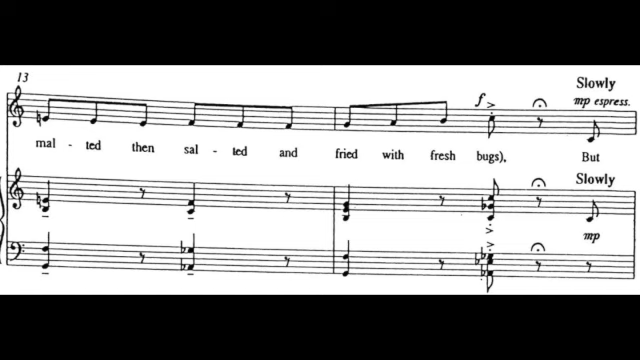 13
Slowly
f mp espress.
mal - ted then sal - ted and fried with fresh bugs), But
Slowly
mp